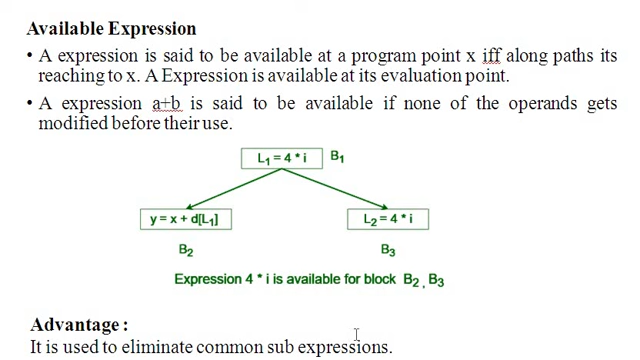 Available Expression
• A expression is said to be available at a program point x iff along paths its
reaching to x. A Expression is available at its evaluation point.
• A expression a+b is said to be available if none of the operands gets
modified before their use.
L₁ = 4 * i B₁
y = x + d[L₁] L₂ = 4 * i
B₂ B₃
Expression 4 * i is available for block B₂ , B₃
Advantage :
It is used to eliminate common sub expressions.